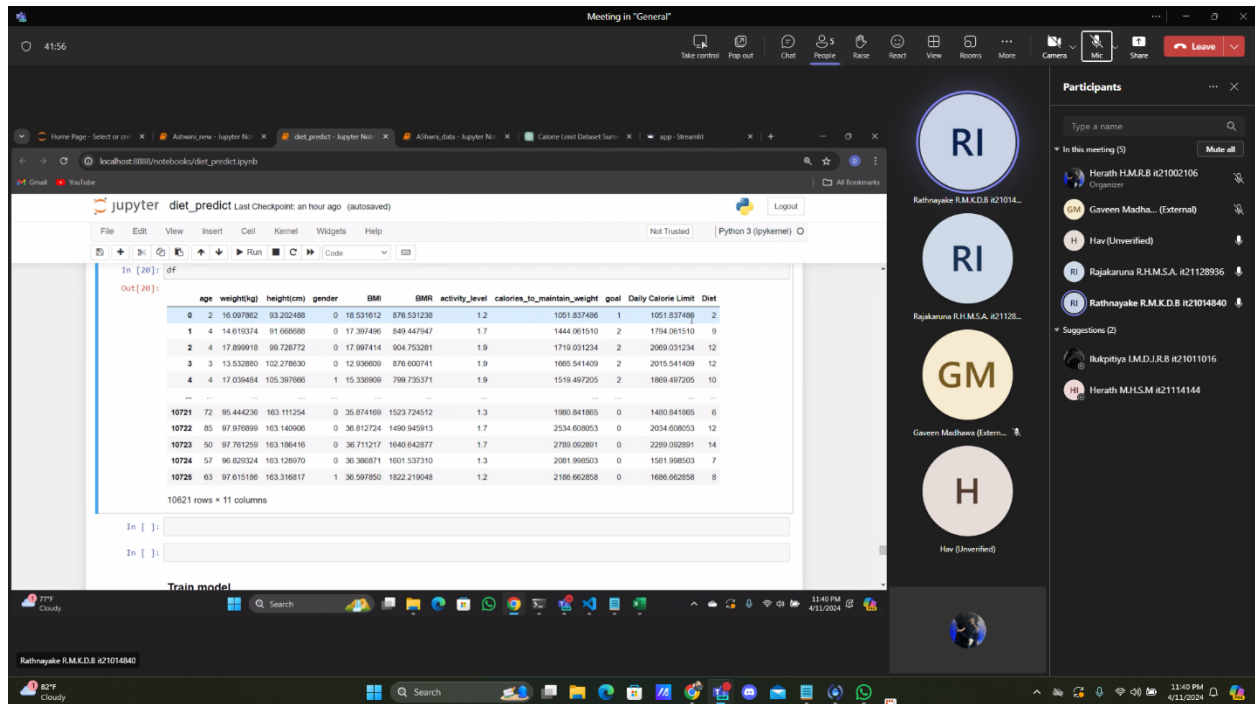 Meeting in "General"
41:56
Take control
Pop out
Chat
5
People
Raise
React
View
Rooms
More
Camera
Mic
Share
Leave
Home Page - Select or cre
Ashwini_new - Jupyter No
diet_predict - Jupyter Note
AShwni_data - Jupyter No
Calorie Limit Dataset Sum
app · Streamlit
localhost:8888/notebooks/diet_predict.ipynb
Gmail
YouTube
All Bookmarks
jupyter diet_predict Last Checkpoint: an hour ago (autosaved)
Logout
File Edit View Insert Cell Kernel Widgets Help
Not Trusted
Python 3 (ipykernel)
Run
Code
In [20]: df
Out[20]:
age weight(kg) height(cm) gender BMI BMR activity_level calories_to_maintain_weight goal Daily Calorie Limit Diet
0 2 16.097862 93.202488 0 18.531612 876.531238 1.2 1051.837486 1 1051.837486 2
1 4 14.619374 91.668688 0 17.397496 849.447947 1.7 1444.061510 2 1794.061510 9
2 4 17.899918 99.728772 0 17.997414 904.753281 1.9 1719.031234 2 2069.031234 12
3 3 13.532880 102.278630 0 12.936609 876.600741 1.9 1665.541409 2 2015.541409 12
4 4 17.039484 105.397666 1 15.338909 799.735371 1.9 1519.497205 2 1869.497205 10
... ... ... ... ... ... ... ... ... ... ... ...
10721 72 95.444236 163.111254 0 35.874169 1523.724512 1.3 1980.841865 0 1480.841865 6
10722 85 97.976899 163.140906 0 36.812724 1490.945913 1.7 2534.608053 0 2034.608053 12
10723 50 97.761259 163.186416 0 36.711217 1640.642877 1.7 2789.092891 0 2289.092891 14
10724 57 96.829324 163.128970 0 36.386871 1601.537310 1.3 2081.998503 0 1581.998503 7
10725 63 97.615186 163.316817 1 36.597850 1822.219048 1.2 2186.662858 0 1686.662858 8
10621 rows × 11 columns
In [ ]:
In [ ]:
Train model
77°F
Cloudy
Search
11:40 PM
4/11/2024
Rathnayake R.M.K.D.B it21014840
RI
Rathnayake R.M.K.D.B it21014...
RI
Rajakaruna R.H.M.S.A. it21128...
GM
Gaveen Madhawa (Extern...
H
Hav (Unverified)
Participants
Type a name
In this meeting (5)
Mute all
Herath H.M.R.B it21002106
Organizer
GM
Gaveen Madha... (External)
H
Hav (Unverified)
RI
Rajakaruna R.H.M.S.A. it21128936
RI
Rathnayake R.M.K.D.B it21014840
Suggestions (2)
Ilukpitiya I.M.D.J.R.B it21011016
HI
Herath M.H.S.M it21114144
82°F
Cloudy
Search
11:40 PM
4/11/2024